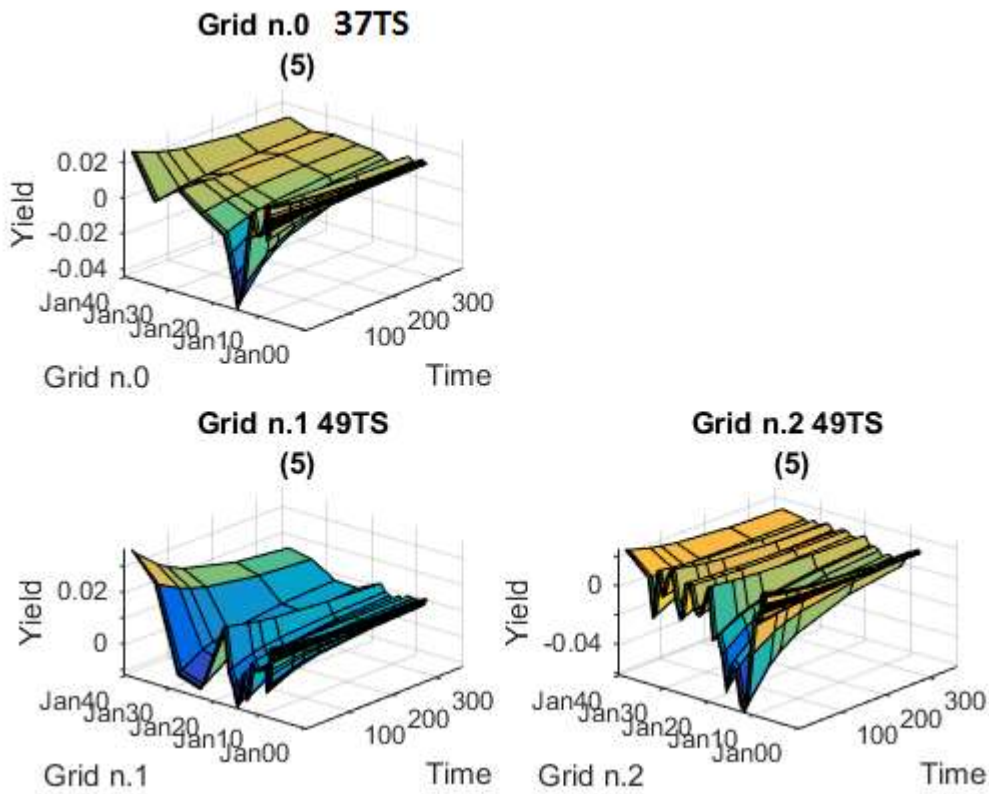 Grid n.0 37TS
(5)
0.02
0
-0.02
-0.04
Yield
Jan40
Jan30
Jan20
Jan10
Jan00
100
200
300
Grid n.0
Time
Grid n.1 49TS
(5)
0.02
0
Yield
Jan40
Jan30
Jan20
Jan10
Jan00
100
200
300
Grid n.1
Time
Grid n.2 49TS
(5)
0
-0.04
Yield
Jan40
Jan30
Jan20
Jan10
Jan00
100
200
300
Grid n.2
Time